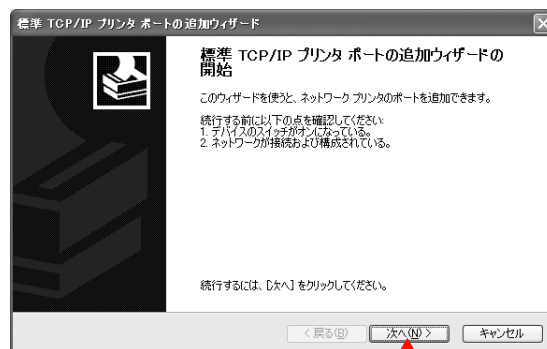 標準 TCP/IP プリンタ ポートの追加ウィザード
標準 TCP/IP プリンタ ポートの追加ウィザードの
開始
このウィザードを使うと、ネットワーク プリンタのポートを追加できます。
続行する前に以下の点を確認してください:
1. デバイスのスイッチがオンになっている。
2. ネットワークが接続および構成されている。
続行するには、[次へ] をクリックしてください。
< 戻る(B)
次へ(N) >
キャンセル